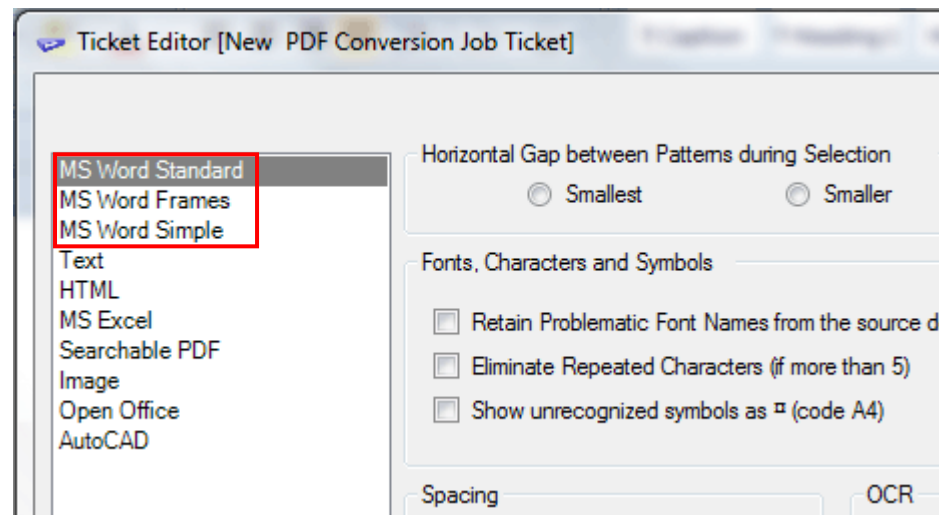 Ticket Editor [New PDF Conversion Job Ticket]
MS Word Standard
MS Word Frames
MS Word Simple
Text
HTML
MS Excel
Searchable PDF
Image
Open Office
AutoCAD
Horizontal Gap between Patterns during Selection
Smallest Smaller
Fonts, Characters and Symbols
Retain Problematic Font Names from the source d
Eliminate Repeated Characters (if more than 5)
Show unrecognized symbols as ¤ (code A4)
Spacing OCR